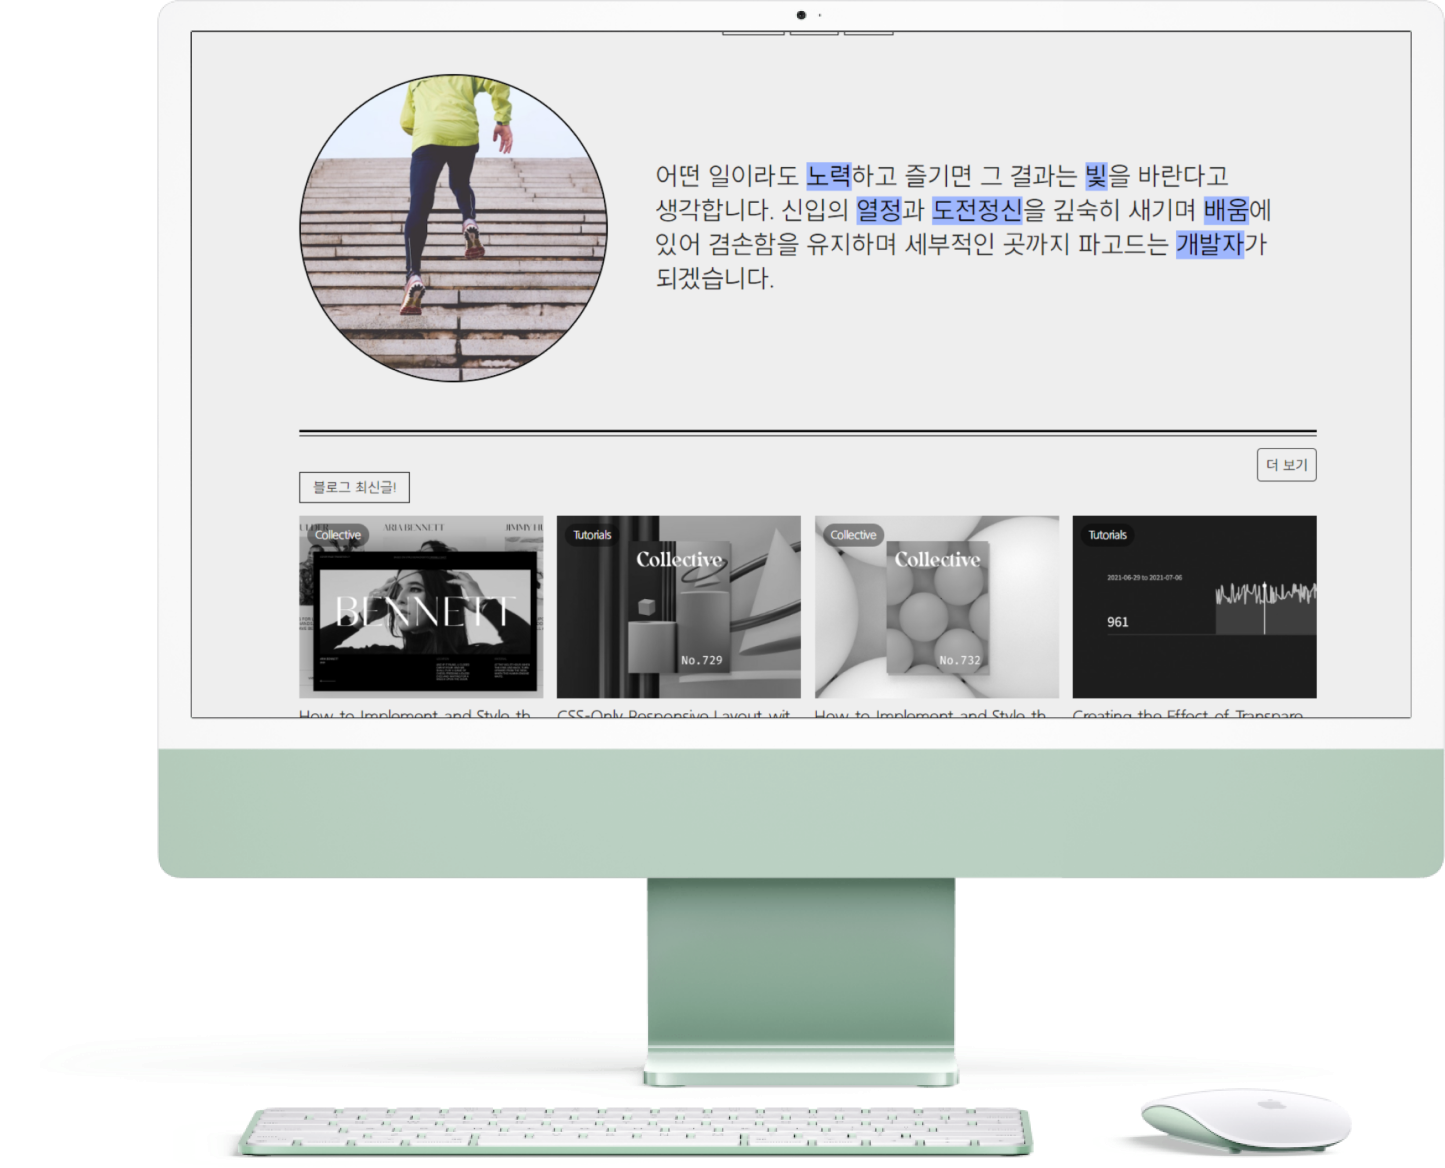 어떤 일이라도 노력하고 즐기면 그 결과는 빛을 바란다고
생각합니다. 신입의 열정과 도전정신을 깊숙히 새기며 배움에
있어 겸손함을 유지하며 세부적인 곳까지 파고드는 개발자가
되겠습니다.
더 보기
블로그 최신글!
Collective
ARIA BENNETT
BENNETT
Tutorials
Collective
No.729
Collective
Collective
No.732
Tutorials
2021-06-29 to 2021-07-06
961
How to Implement and Style th
CSS-Only Responsive Layout wit
How to Implement and Style th
Creating the Effect of Transpare